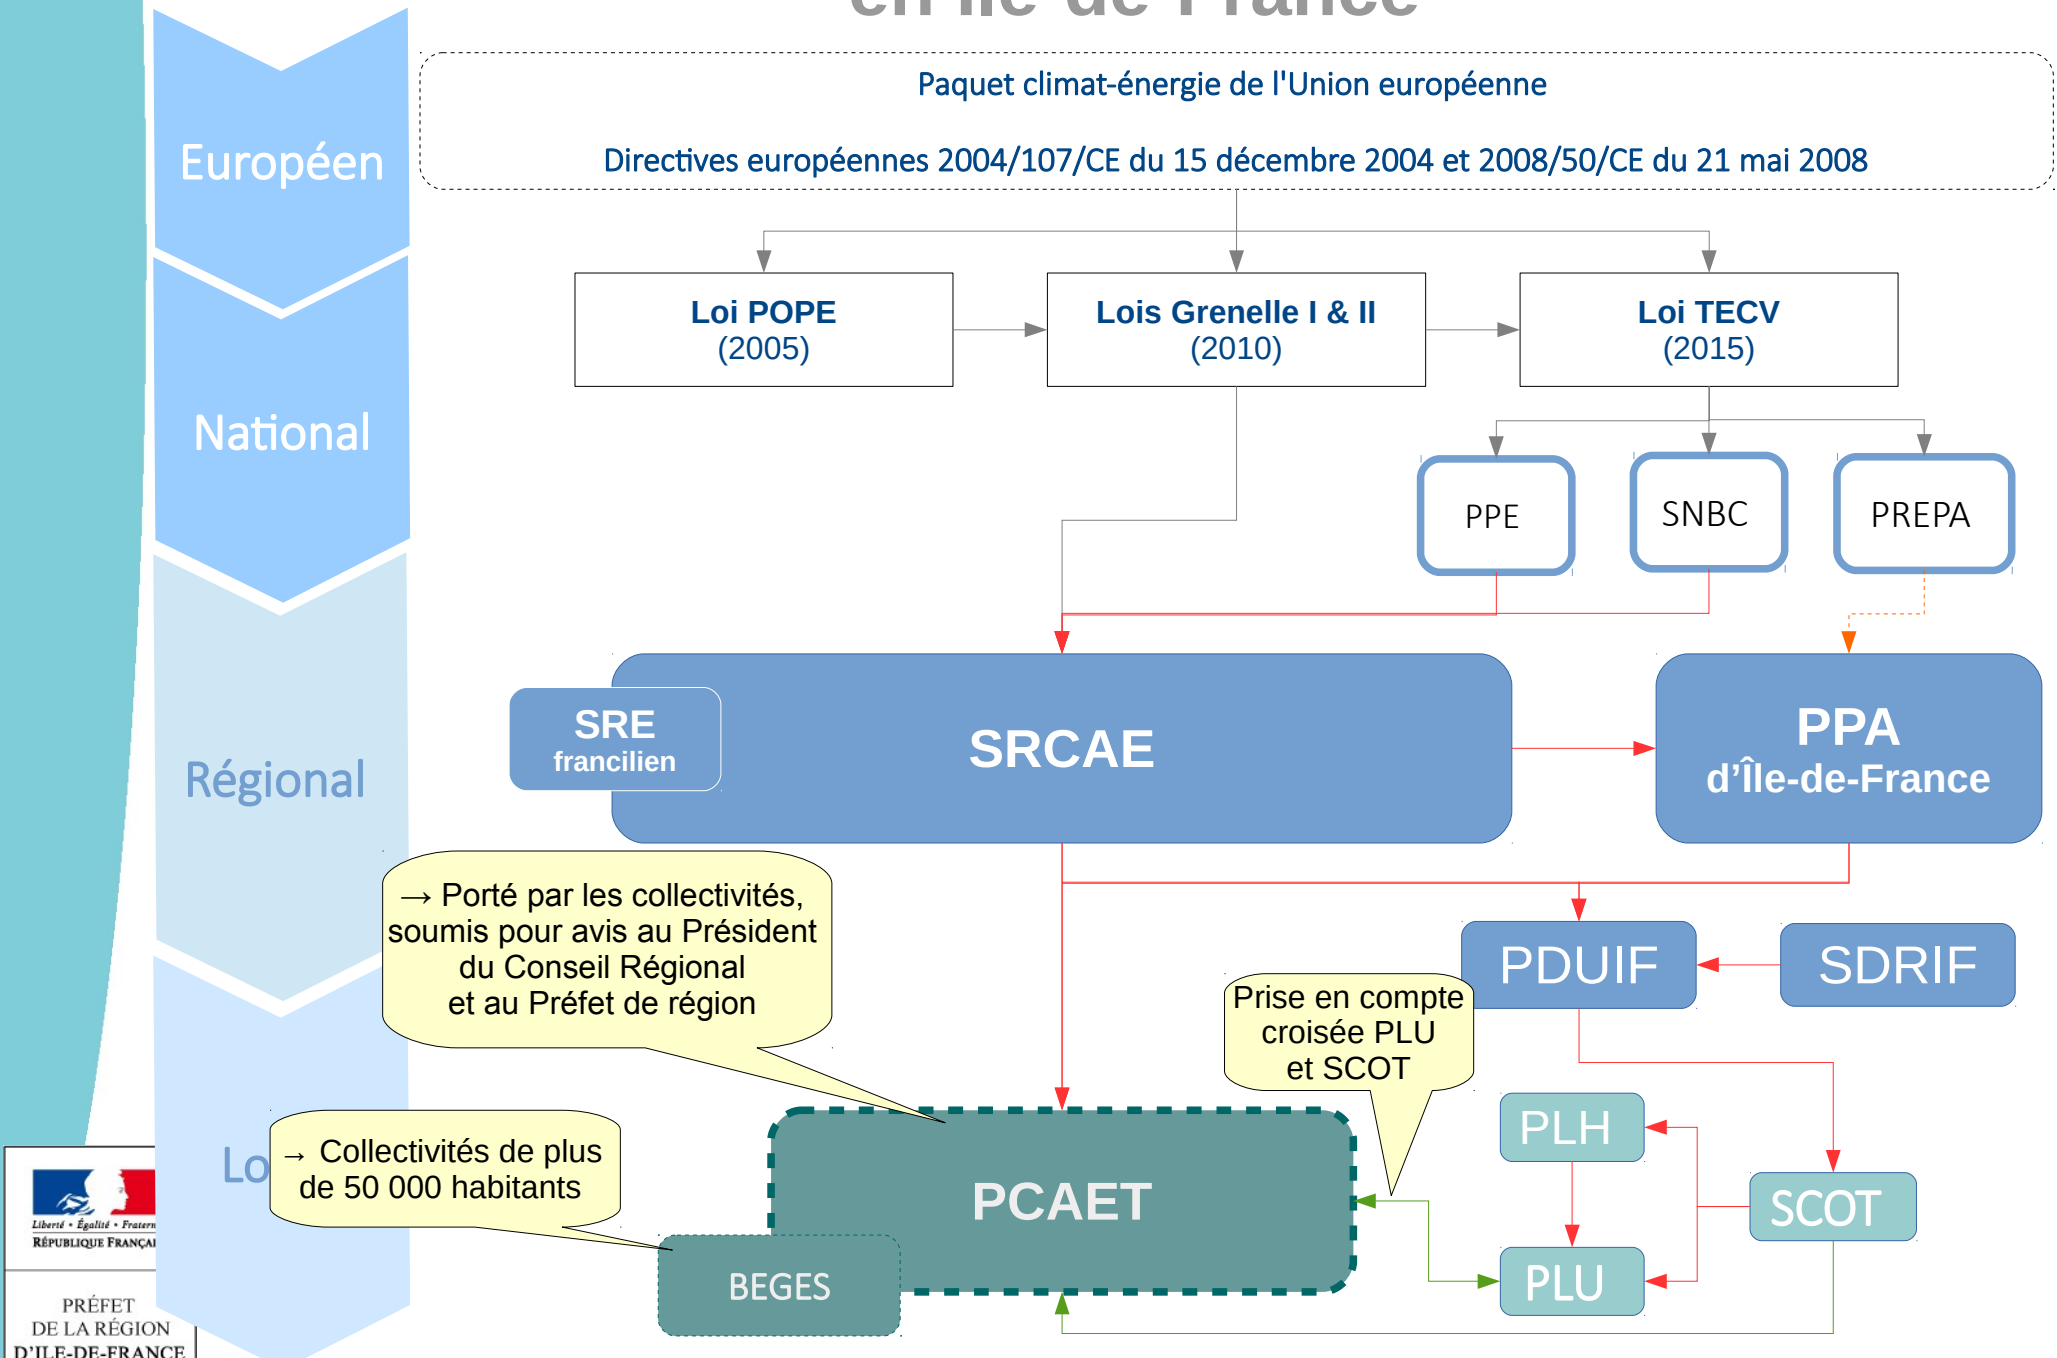 en Île-de-France
Paquet climat-énergie de l'Union européenne
Directives européennes 2004/107/CE du 15 décembre 2004 et 2008/50/CE du 21 mai 2008
Européen
Loi POPE
(2005)
Lois Grenelle I & II
(2010)
Loi TECV
(2015)
National
PPE
SNBC
PREPA
Régional
SRE
francilien
SRCAE
PPA
d'Île-de-France
→ Porté par les collectivités,
soumis pour avis au Président
du Conseil Régional
et au Préfet de région
PDUIF
SDRIF
Prise en compte
croisée PLU
et SCOT
Lo
→ Collectivités de plus
de 50 000 habitants
PCAET
BEGES
PLH
SCOT
PLU
Liberté • Égalité • Fratern
RÉPUBLIQUE FRANÇAI
PRÉFET
DE LA RÉGION
D'ILE-DE-FRANCE